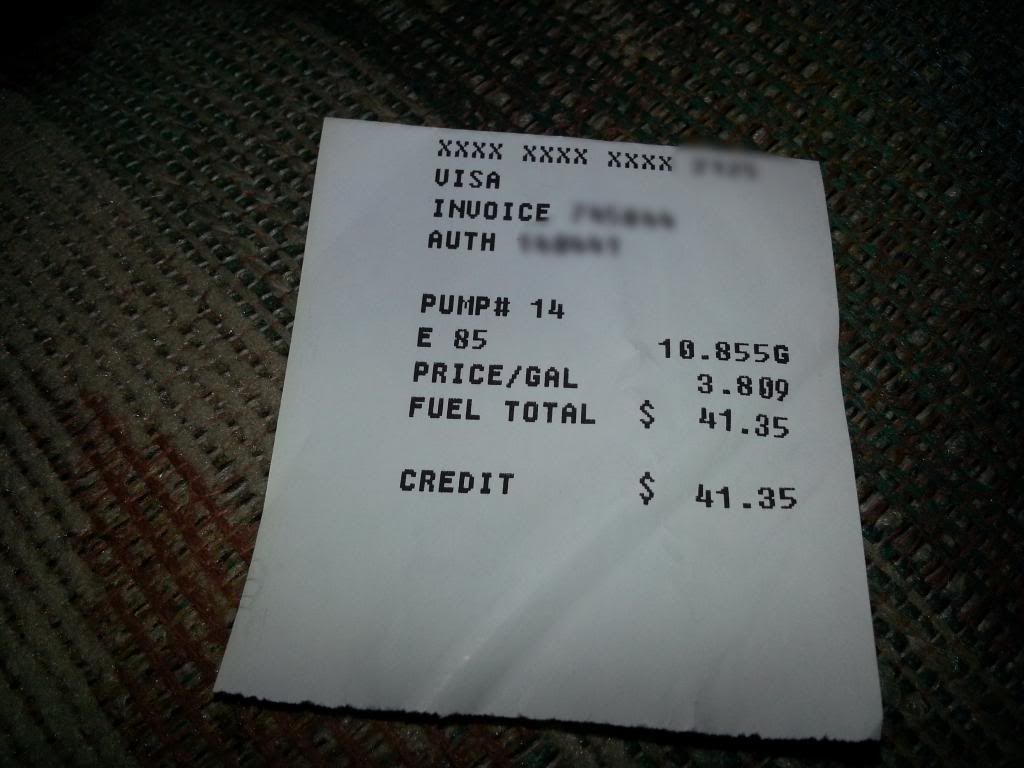 XXXX XXXX XXXX
VISA
INVOICE
AUTH
PUMP# 14
E 85 10.855G
PRICE/GAL 3.809
FUEL TOTAL $ 41.35
CREDIT $ 41.35